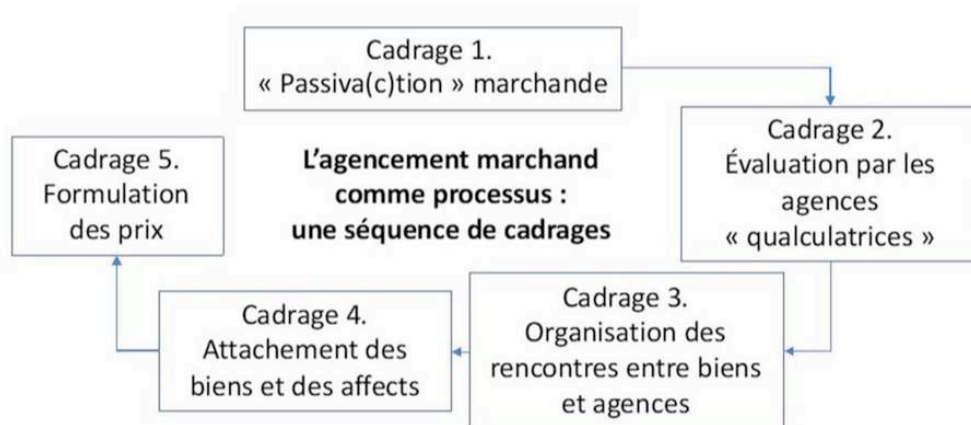 Cadrage 1.
« Passiva(c)tion » marchande
Cadrage 2.
Évaluation par les
agences
« qualculatrices »
Cadrage 5.
Formulation
des prix
L’agencement marchand
comme processus :
une séquence de cadrages
Cadrage 3.
Organisation des
rencontres entre biens
et agences
Cadrage 4.
Attachement des
biens et des affects